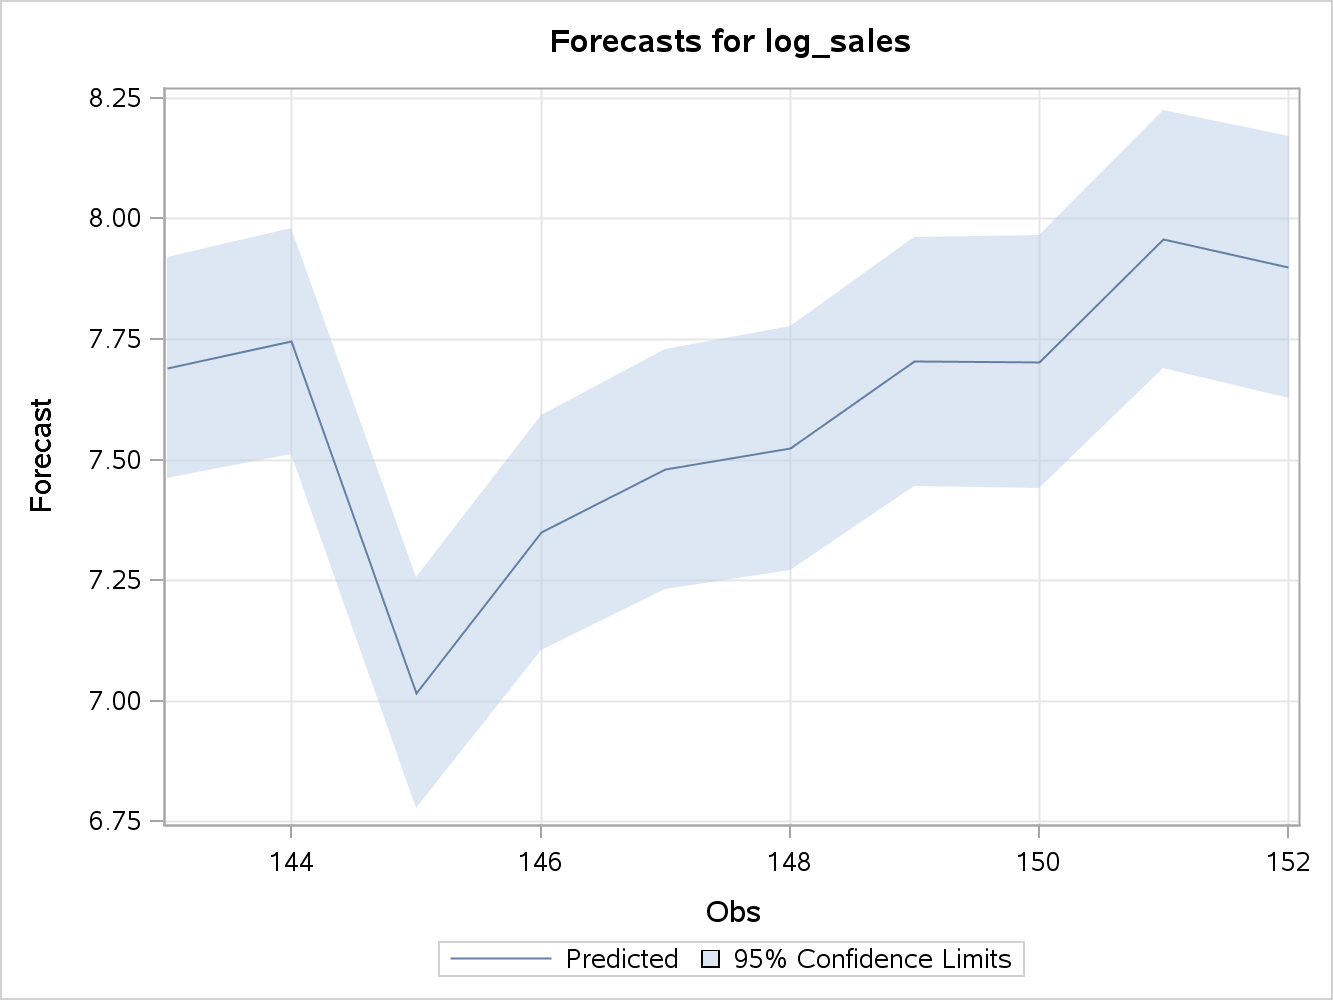 Forecasts for log_sales
8.25
8.00
7.75
7.50
7.25
7.00
6.75
Forecast
144 146 148 150 152
Obs
Predicted 95% Confidence Limits